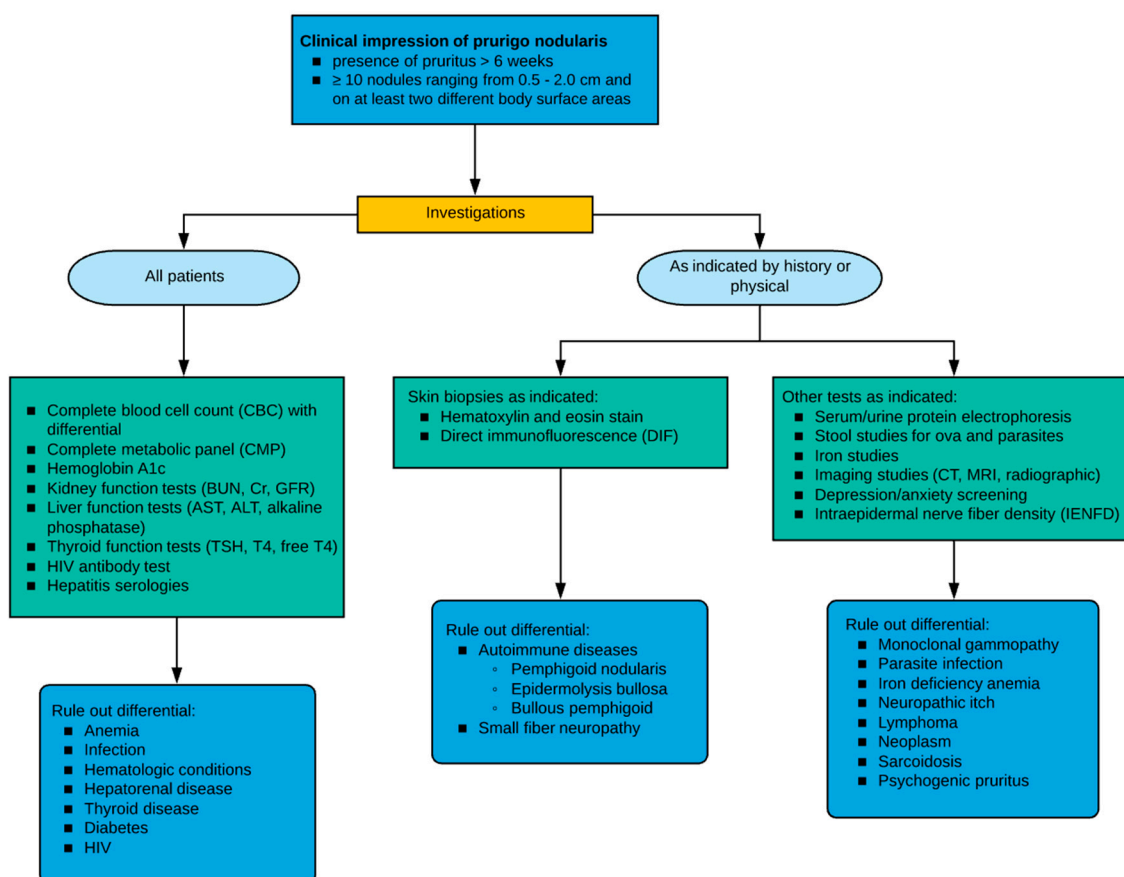 Clinical impression of prurigo nodularis
■ presence of pruritus > 6 weeks
■ ≥ 10 nodules ranging from 0.5 - 2.0 cm and
on at least two different body surface areas
Investigations
All patients
As indicated by history or
physical
■ Complete blood cell count (CBC) with
differential
■ Complete metabolic panel (CMP)
■ Hemoglobin A1c
■ Kidney function tests (BUN, Cr, GFR)
■ Liver function tests (AST, ALT, alkaline
phosphatase)
■ Thyroid function tests (TSH, T4, free T4)
■ HIV antibody test
■ Hepatitis serologies
Skin biopsies as indicated:
■ Hematoxylin and eosin stain
■ Direct immunofluorescence (DIF)
Other tests as indicated:
■ Serum/urine protein electrophoresis
■ Stool studies for ova and parasites
■ Iron studies
■ Imaging studies (CT, MRI, radiographic)
■ Depression/anxiety screening
■ Intraepidermal nerve fiber density (IENFD)
Rule out differential:
■ Anemia
■ Infection
■ Hematologic conditions
■ Hepatorenal disease
■ Thyroid disease
■ Diabetes
■ HIV
Rule out differential:
■ Autoimmune diseases
◦ Pemphigoid nodularis
◦ Epidermolysis bullosa
◦ Bullous pemphigoid
■ Small fiber neuropathy
Rule out differential:
■ Monoclonal gammopathy
■ Parasite infection
■ Iron deficiency anemia
■ Neuropathic itch
■ Lymphoma
■ Neoplasm
■ Sarcoidosis
■ Psychogenic pruritus